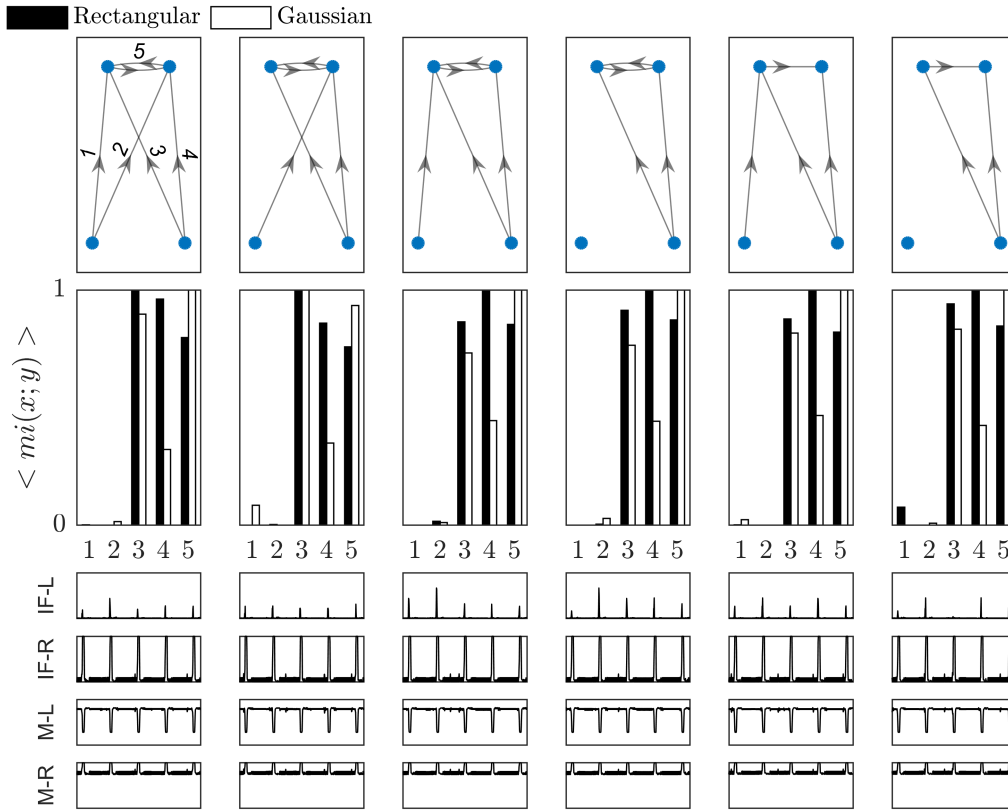 Rectangular Gaussian
5
1 2 3 4
1
< mi(x; y) >
0
1 2 3 4 5 1 2 3 4 5 1 2 3 4 5 1 2 3 4 5 1 2 3 4 5 1 2 3 4 5
IF-L
IF-R
M-L
M-R